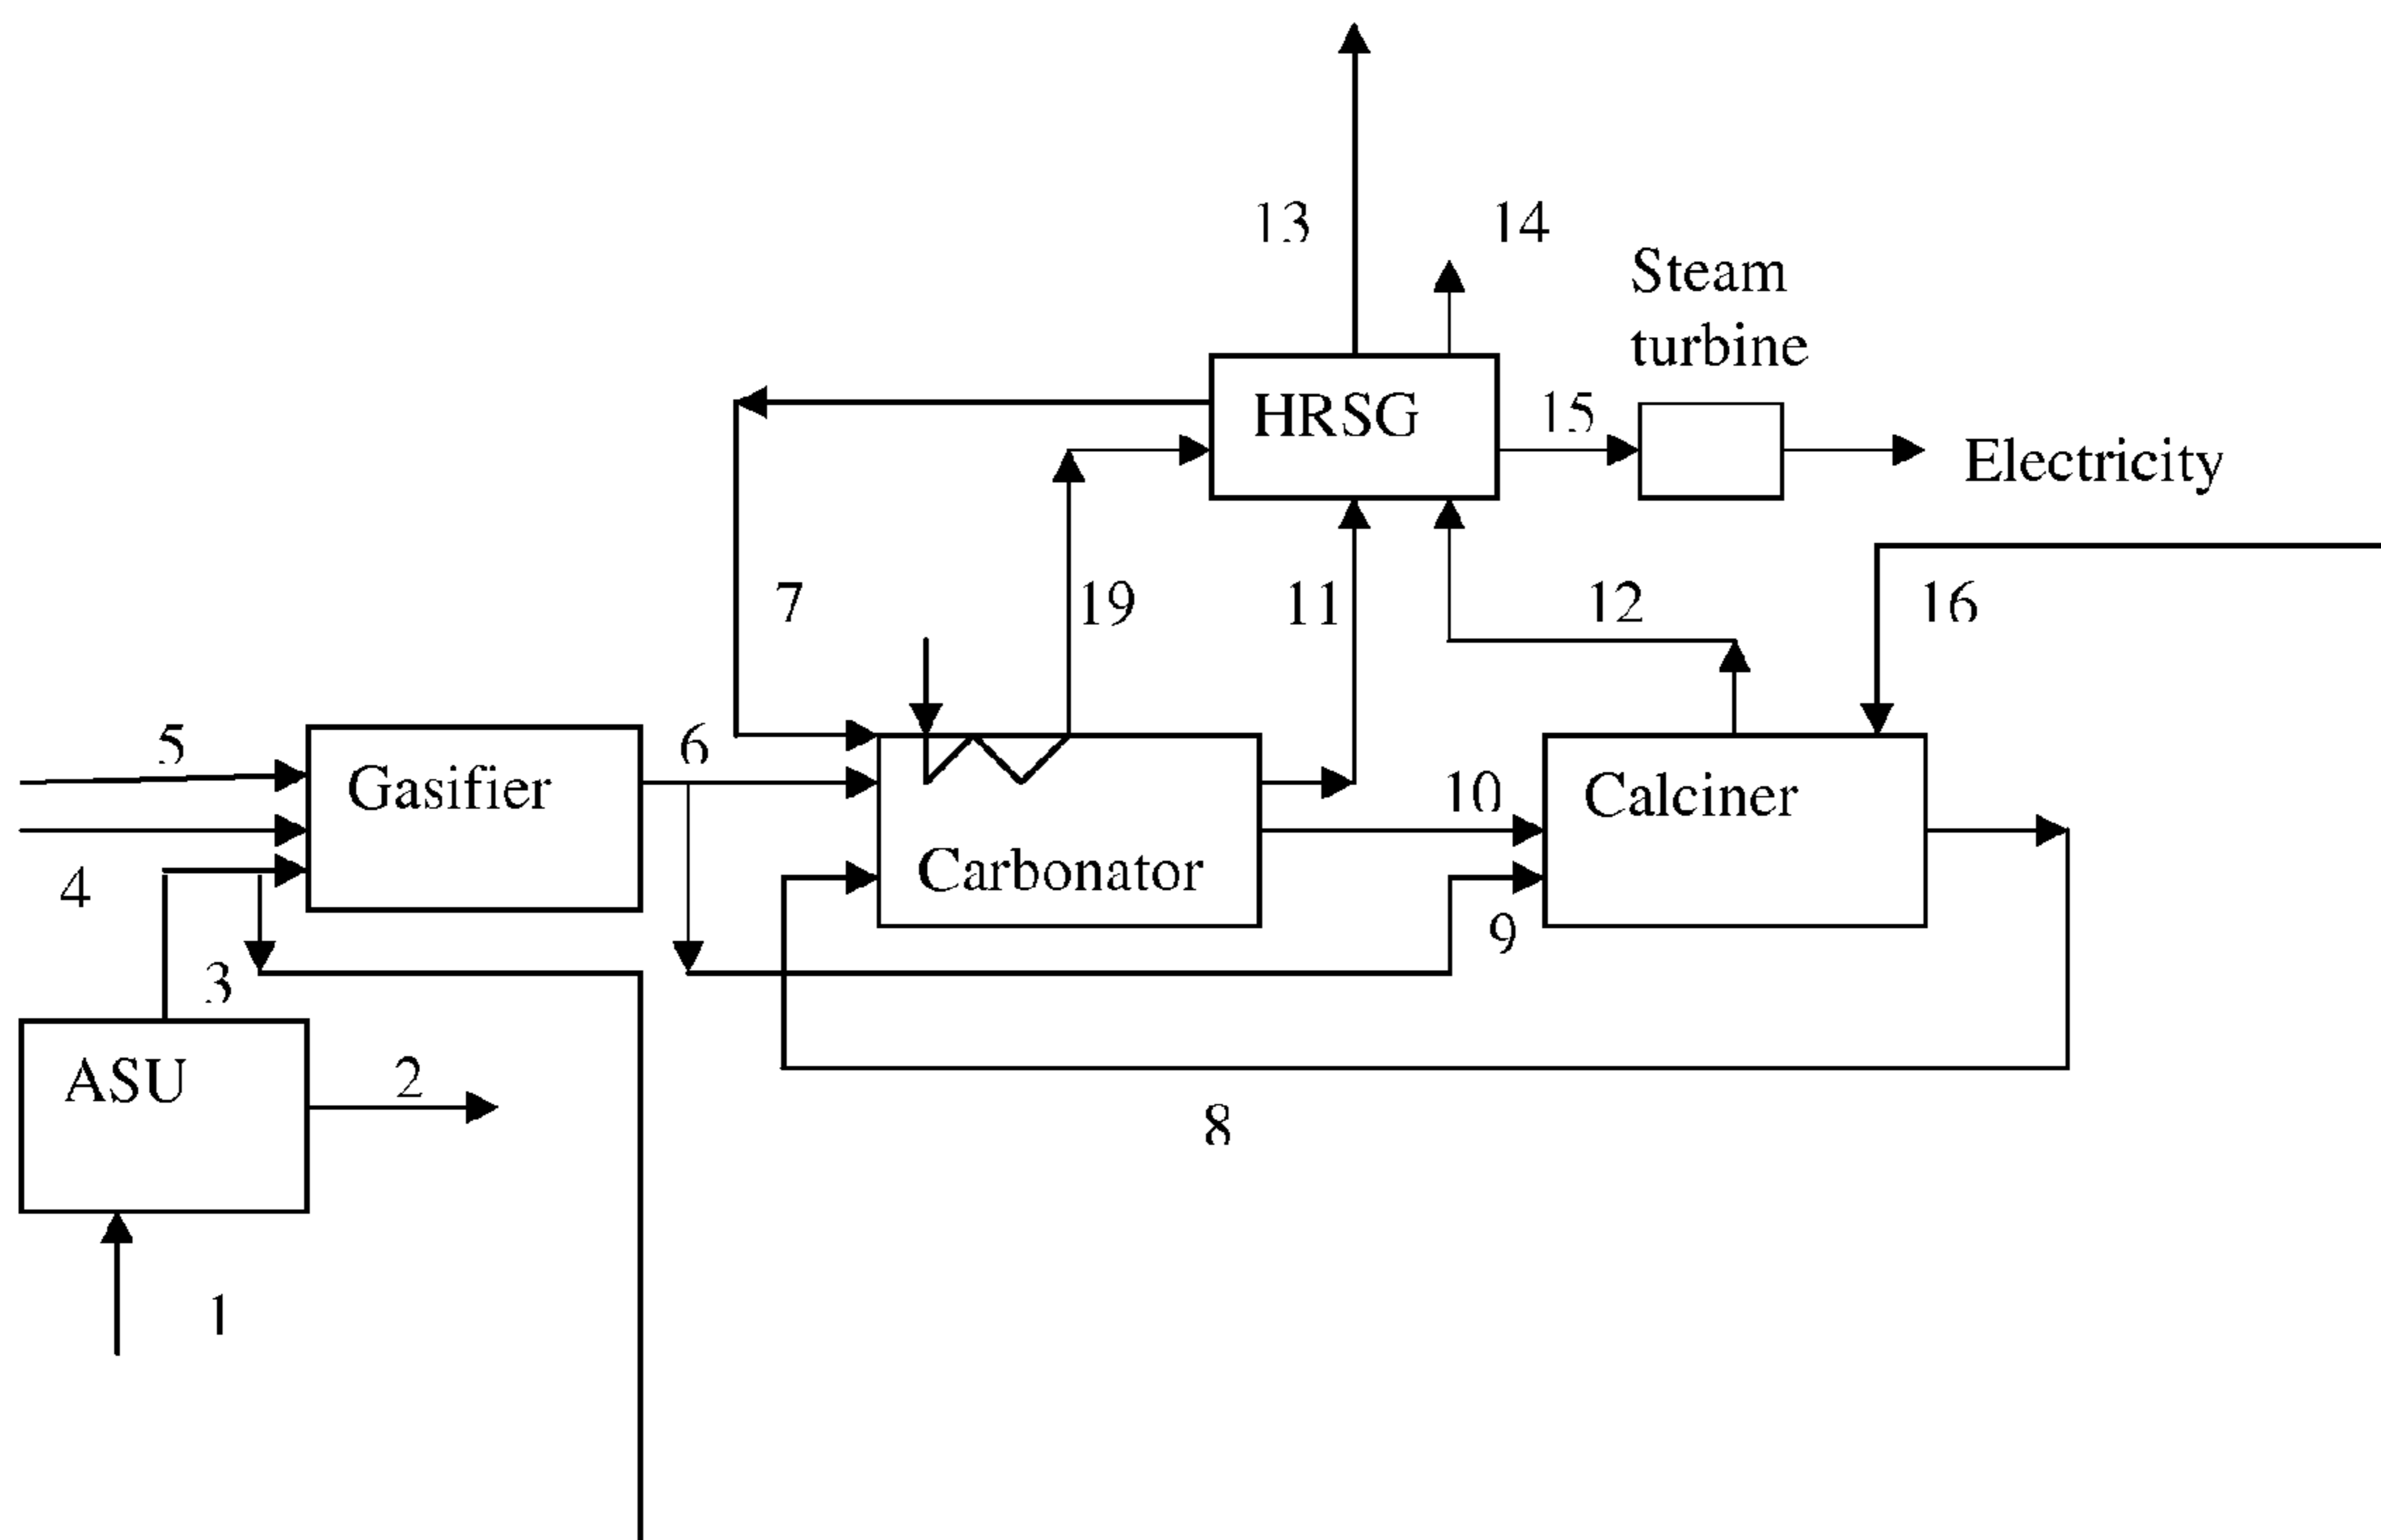 13
14
Steam
turbine
HRSG
15
Electricity
7
19
11
12
16
5
6
Gasifier
10
Calciner
4
Carbonator
9
3
ASU
2
8
1